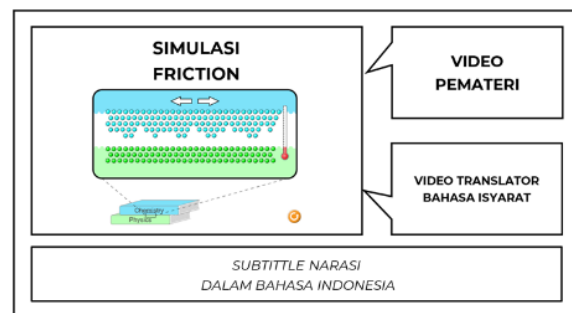 SIMULASI
FRICTION
Chemistry
Physics
VIDEO
PEMATERI
VIDEO TRANSLATOR
BAHASA ISYARAT
SUBTITTLE NARASI
DALAM BAHASA INDONESIA